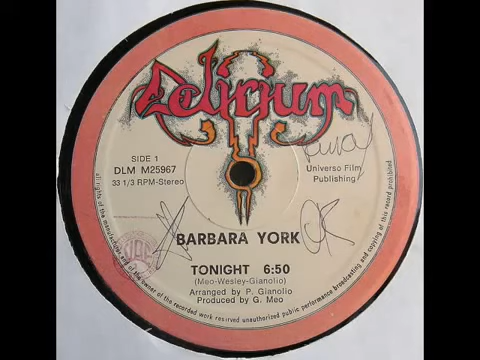 Delirium
SIDE 1
DLM M25967
33 1/3 RPM-Stereo
Universo Film
Publishing
BARBARA YORK
OK
TONIGHT 6:50
(Meo-Wesley-Gianolio)
Arranged by P. Gianolio
Produced by G. Meo
all rights of the manufacturer and of the owner of the recorded work reserved unauthorized public performance broadcasting and copying of this record prohibited